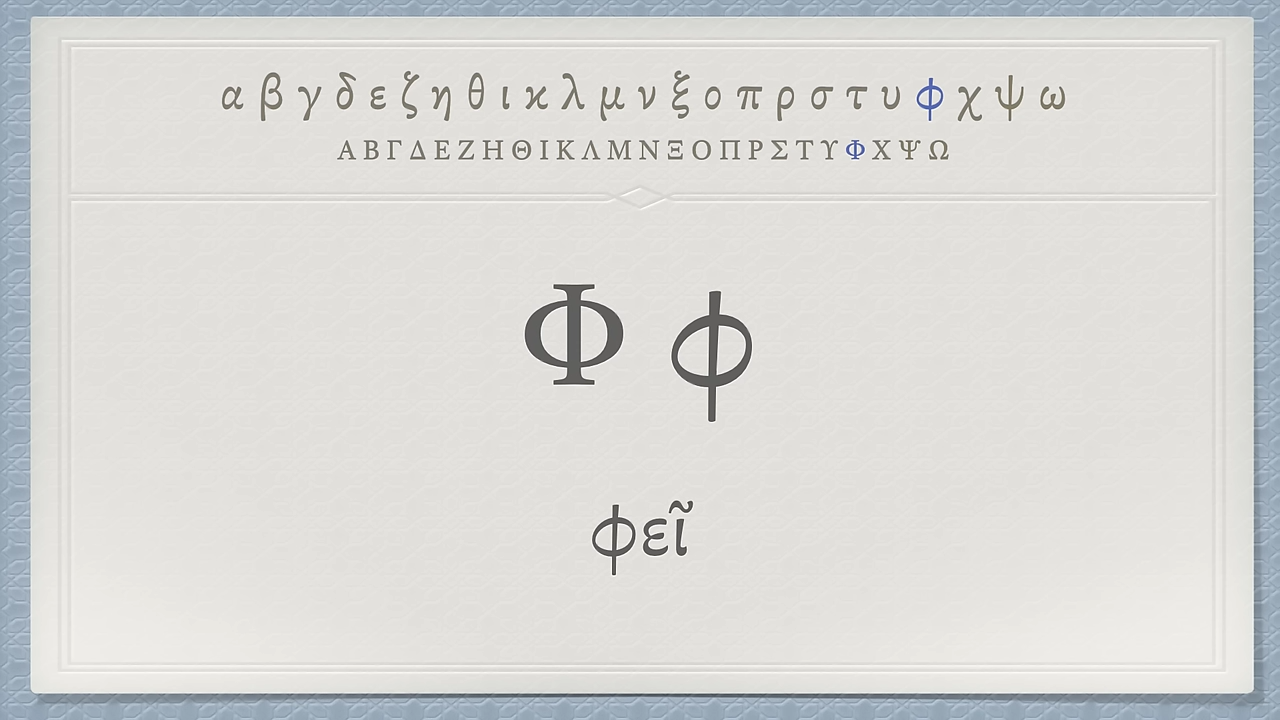 α β γ δ ε ζ η θ ι κ λ μ ν ξ ο π ρ σ τ υ ϕ χ ψ ω
Α Β Γ Δ Ε Ζ Η Θ Ι Κ Λ Μ Ν Ξ Ο Π Ρ Σ Τ Υ Φ Χ Ψ Ω
Φ ϕ
ϕεῖ